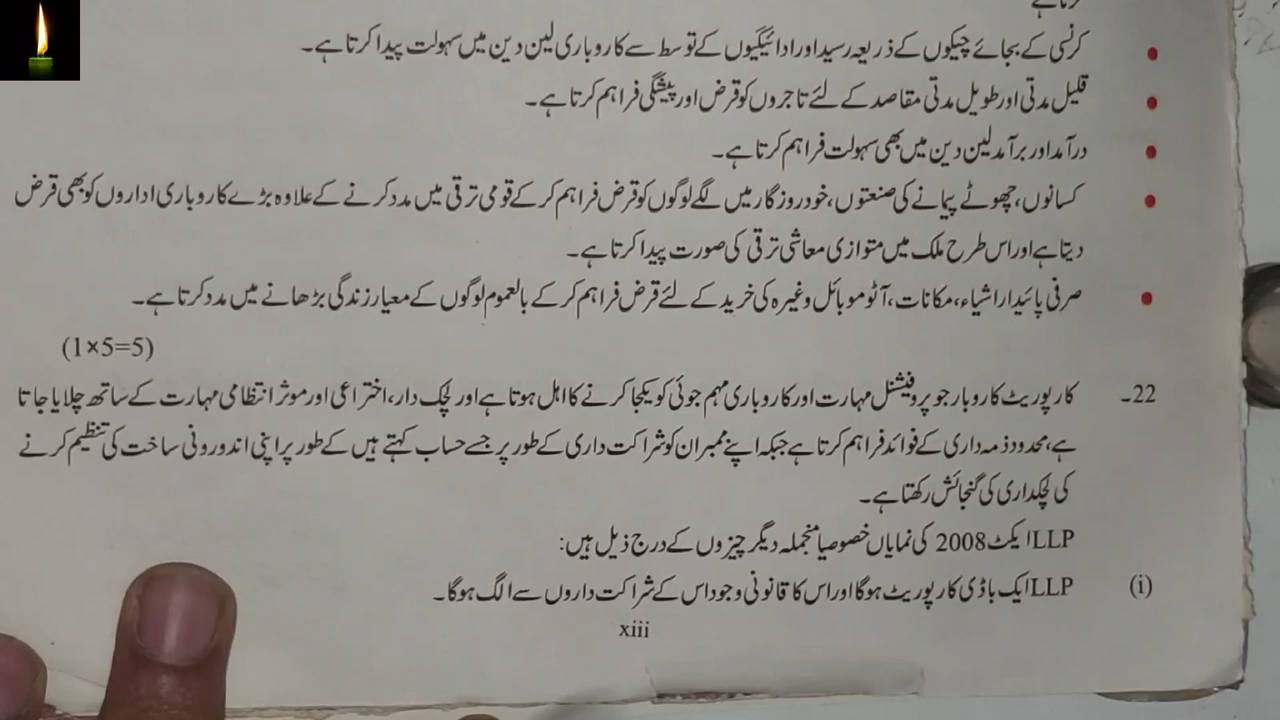 کرتا ہے
کرنسی کے بجائے چیکوں کے ذریعہ رسید اور ادائیگیوں کے توسط سے کاروباری لین دین میں سہولت پیدا کرتا ہے۔
قلیل مدتی اور طویل مدتی مقاصد کے لئے تاجروں کو قرض اور پیشگی فراہم کرتا ہے۔
درآمد اور برآمد لین دین میں بھی سہولت فراہم کرتا ہے۔
کسانوں، چھوٹے پیمانے کی صنعتوں، خود روزگار میں لگے لوگوں کو قرض فراہم کر کے قومی ترقی میں مدد کرنے کے علاوہ بڑے کاروباری اداروں کو بھی قرض
دیتا ہے اور اس طرح ملک میں متوازی معاشی ترقی کی صورت پیدا کرتا ہے۔
صرفی پائیدار اشیاء، مکانات، آٹو موبائل وغیرہ کی خرید کے لئے قرض فراہم کر کے بالعموم لوگوں کے معیار زندگی بڑھانے میں مدد کرتا ہے۔
(1×5=5)
22۔ کارپوریٹ کاروبار جو پروفیشنل مہارت اور کاروباری مہم جوئی کو یکجا کرنے کا اہل ہوتا ہے اور لچک دار، اختراعی اور موثر انتظامی مہارت کے ساتھ چلایا جاتا
ہے، محدود ذمہ داری کے فوائد فراہم کرتا ہے جبکہ اپنے ممبران کو شراکت داری کے طور پر جسے حساب کہتے ہیں کے طور پر اپنی اندورونی ساخت کی تنظیم کرنے
کی لچکداری کی گنجائش رکھتا ہے۔
LLP ایکٹ 2008 کی نمایاں خصوصیا منجملہ دیگر چیزوں کے درج ذیل ہیں:
(i) LLP ایک باڈی کارپوریٹ ہوگا اور اس کا قانونی وجود اس کے شراکت داروں سے الگ ہوگا۔
xiii